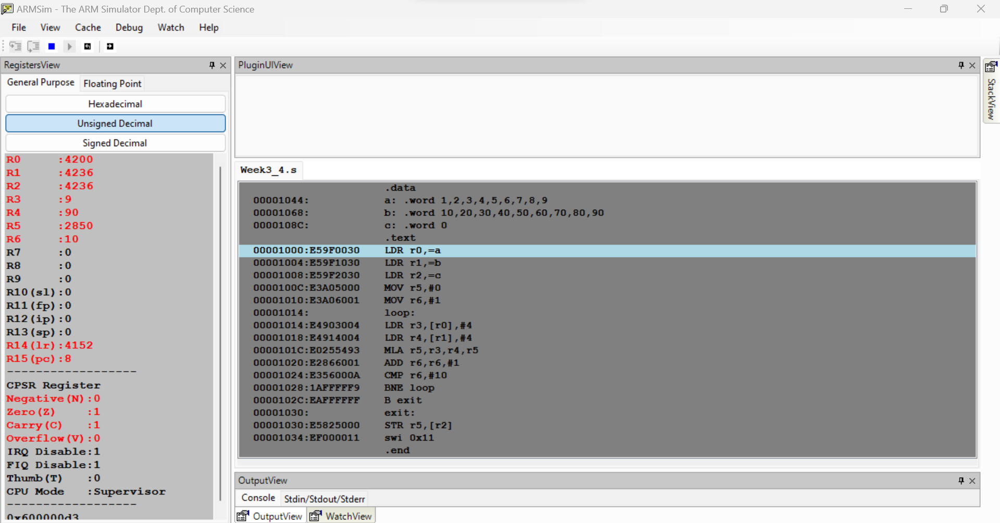 ARMSim - The ARM Simulator Dept. of Computer Science
File View Cache Debug Watch Help
RegistersView
General Purpose Floating Point
Hexadecimal
Unsigned Decimal
Signed Decimal
R0 :4200
R1 :4236
R2 :4236
R3 :9
R4 :90
R5 :2850
R6 :10
R7 :0
R8 :0
R9 :0
R10(sl):0
R11(fp):0
R12(ip):0
R13(sp):0
R14(lr):4152
R15(pc):8
-------------------
CPSR Register
Negative(N):0
Zero(Z) :1
Carry(C) :1
Overflow(V):0
IRQ Disable:1
FIQ Disable:1
Thumb(T) :0
CPU Mode :Supervisor
-------------------
0x600000d3
PluginUIView
Week3_4.s
.data
00001044: a: .word 1,2,3,4,5,6,7,8,9
00001068: b: .word 10,20,30,40,50,60,70,80,90
0000108C: c: .word 0
.text
00001000:E59F0030 LDR r0,=a
00001004:E59F1030 LDR r1,=b
00001008:E59F2030 LDR r2,=c
0000100C:E3A05000 MOV r5,#0
00001010:E3A06001 MOV r6,#1
00001014: loop:
00001014:E4903004 LDR r3,[r0],#4
00001018:E4914004 LDR r4,[r1],#4
0000101C:E0255493 MLA r5,r3,r4,r5
00001020:E2866001 ADD r6,r6,#1
00001024:E356000A CMP r6,#10
00001028:1AFFFFF9 BNE loop
0000102C:EAFFFFFF B exit
00001030: exit:
00001030:E5825000 STR r5,[r2]
00001034:EF000011 swi 0x11
.end
OutputView
Console Stdin/Stdout/Stderr
OutputView WatchView
StackView